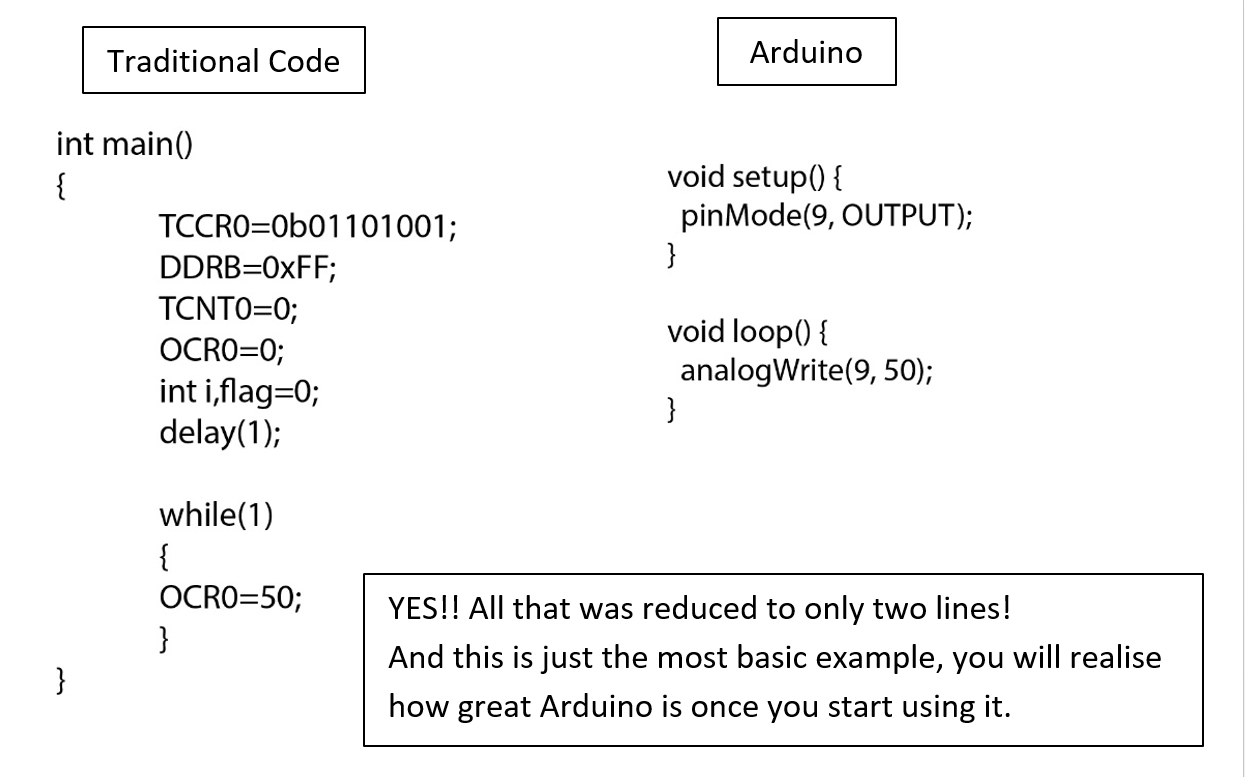 Traditional Code
int main()
{
TCCR0=0b01101001;
DDRB=0xFF;
TCNT0=0;
OCR0=0;
int i,flag=0;
delay(1);
while(1)
{
OCR0=50;
}
}
Arduino
void setup() {
pinMode(9, OUTPUT);
}
void loop() {
analogWrite(9, 50);
}
YES!! All that was reduced to only two lines!
And this is just the most basic example, you will realise
how great Arduino is once you start using it.